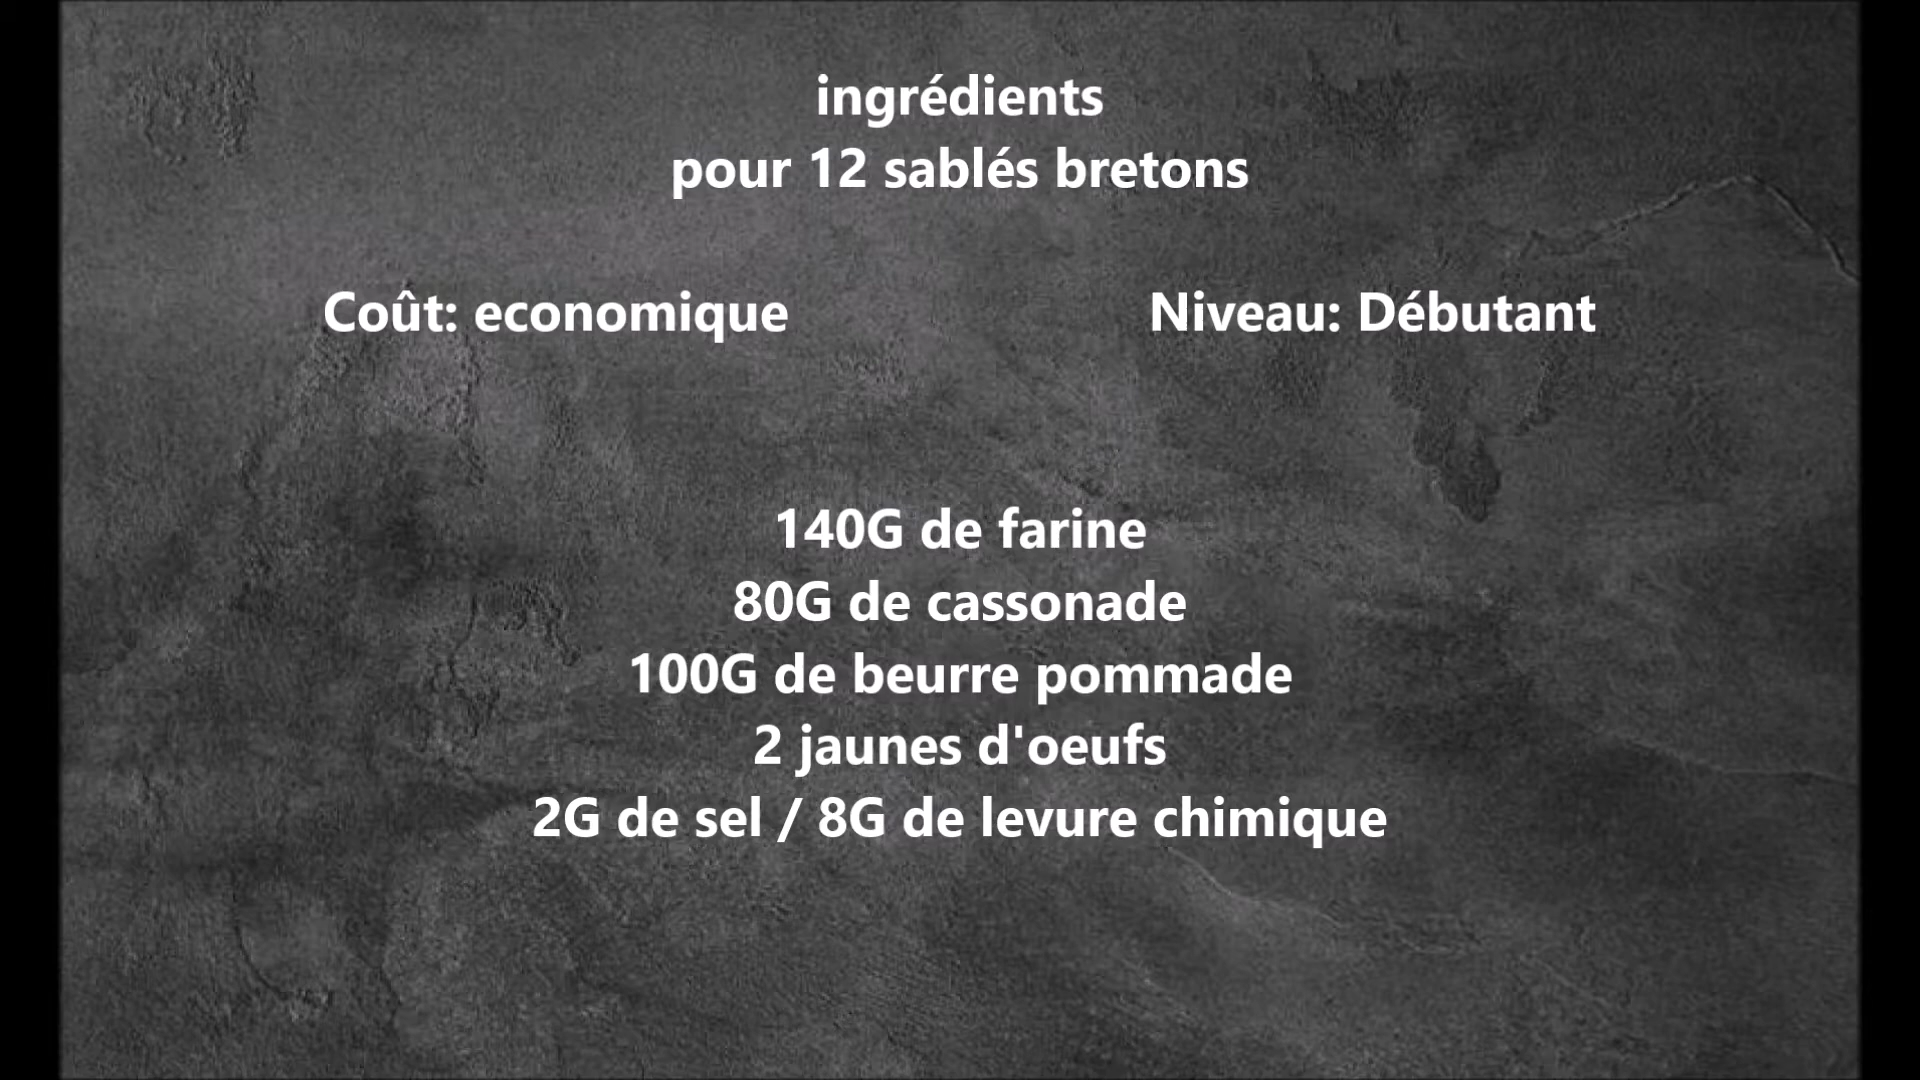 ingrédients
pour 12 sablés bretons
Coût: economique
Niveau: Débutant
140G de farine
80G de cassonade
100G de beurre pommade
2 jaunes d'oeufs
2G de sel / 8G de levure chimique